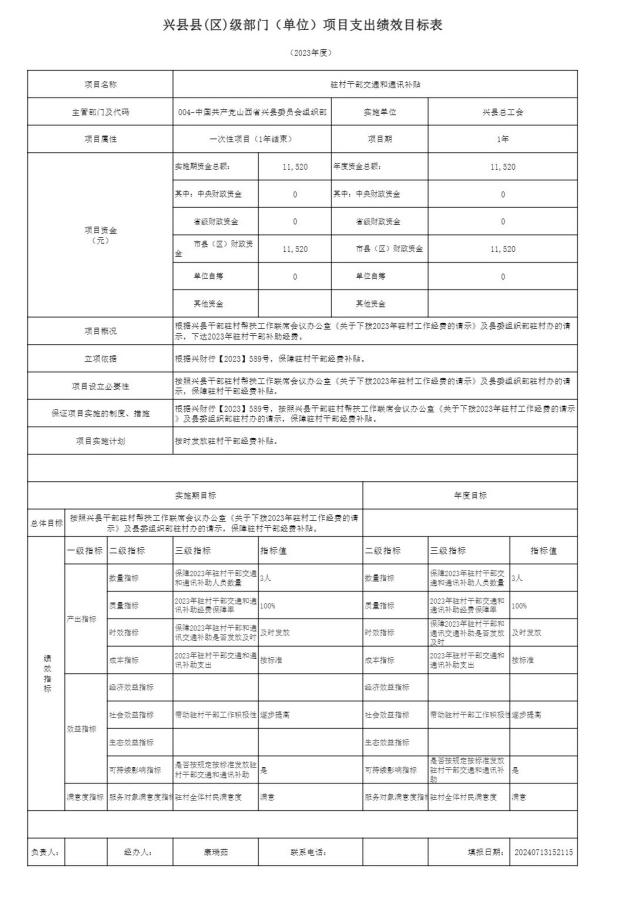 兴县县(区)级部门（单位）项目支出绩效目标表
（2023年度）
项目名称 驻村干部交通和通讯补贴
主管部门及代码 004-中国共产党山西省兴县委员会组织部 实施单位 兴县总工会
项目属性 一次性项目（1年结束） 项目期 1年
项目资金（元）
实施期资金总额： 11,520 年度资金总额： 11,520
其中：中央财政资金 0 其中：中央财政资金 0
省级财政资金 0 省级财政资金 0
市县（区）财政资金 11,520 市县（区）财政资金 11,520
单位自筹 0 单位自筹 0
其他资金 其他资金
项目概况 根据兴县干部驻村帮扶工作联席会议办公室《关于下拨2023年驻村工作经费的请示》及县委组织部驻村办的请
示，下达2023年驻村干部补助经费。
立项依据 根据兴财行【2023】589号，保障驻村干部经费补贴。
项目设立必要性 按照兴县干部驻村帮扶工作联席会议办公室《关于下拨2023年驻村工作经费的请示》及县委组织部驻村办的请
示，保障驻村干部经费补贴。
保证项目实施的制度、措施 根据兴财行【2023】589号，按照兴县干部驻村帮扶工作联席会议办公室《关于下拨2023年驻村工作经费的请示
》及县委组织部驻村办的请示，保障驻村干部经费补贴。
项目实施计划 按时发放驻村干部经费补贴。
实施期目标 年度目标
总体目标 按照兴县干部驻村帮扶工作联席会议办公室《关于下拨2023年驻村工作经费的请
示》及县委组织部驻村办的请示，保障驻村干部经费补贴。
绩效指标
一级指标 二级指标 三级指标 指标值 二级指标 三级指标 指标值
产出指标
数量指标 保障2023年驻村干部交通和通讯补助人员数量 3人 数量指标 保障2023年驻村干部交通和通讯补助人员数量 3人
质量指标 2023年驻村干部交通和通讯补助经费保障率 100% 质量指标 2023年驻村干部交通和通讯补助经费保障率 100%
时效指标 保障2023年驻村干部和通讯交通补助是否发放及时 及时发放 时效指标 保障2023年驻村干部和通讯交通补助是否发放及时 及时发放
成本指标 2023年驻村干部交通和通讯补助支出 按标准 成本指标 2023年驻村干部交通和通讯补助支出 按标准
效益指标
经济效益指标 经济效益指标
社会效益指标 带动驻村干部工作积极性 逐步提高 社会效益指标 带动驻村干部工作积极性 逐步提高
生态效益指标 生态效益指标
可持续影响指标 是否按规定按标准发放驻村干部交通和通讯补助 是 可持续影响指标 是否按规定按标准发放驻村干部交通和通讯补助 是
满意度指标 服务对象满意度指标 驻村全体村民满意度 满意 服务对象满意度指标 驻村全体村民满意度 满意
负责人： 经办人： 康瑞茹 联系电话： 填报日期： 20240713152115